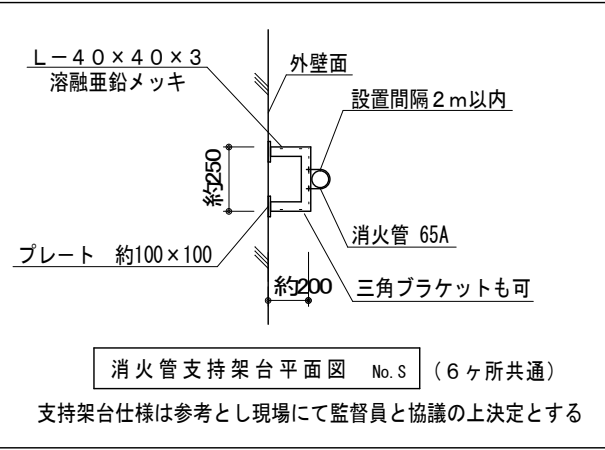 L－40×40×3
溶融亜鉛メッキ
外壁面
設置間隔2m以内
約250
消火管 65A
プレート 約100×100
約200
三角ブラケットも可
消火管支持架台平面図 No.S (6ヶ所共通)
支持架台仕様は参考とし現場にて監督員と協議の上決定とする